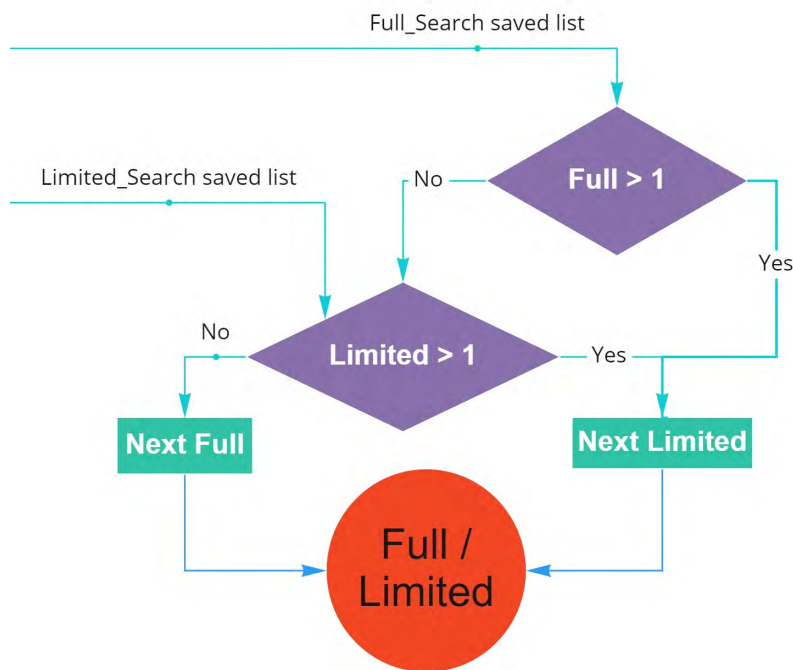 Full_Search saved list
Full > 1
No
Limited_Search saved list
Yes
No
Limited > 1
Yes
Next Full
Next Limited
Full /
Limited